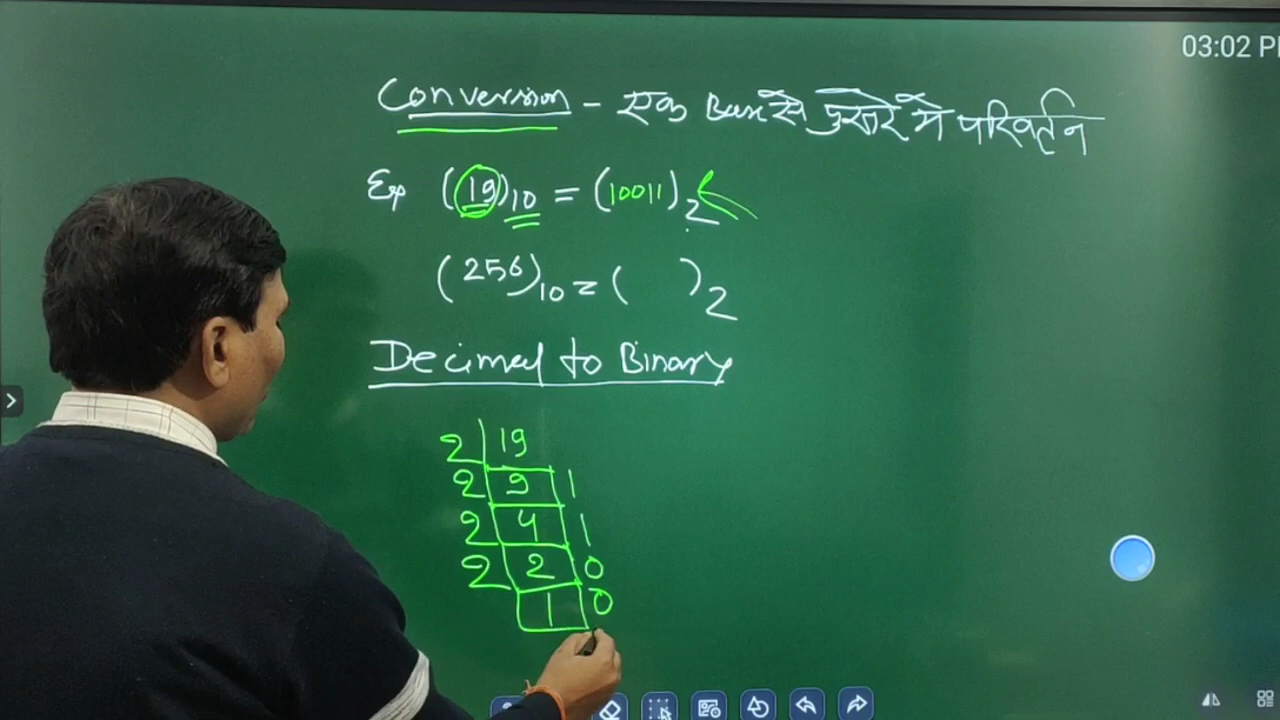 03:02 P
Conversion - एक Base से दुसरे में परिवर्तन
Exp (19)10 = (10011)2
(256)10 = ( )2
Decimal to Binary
2 19
2 9 1
2 4 1
2 2 0
1 0